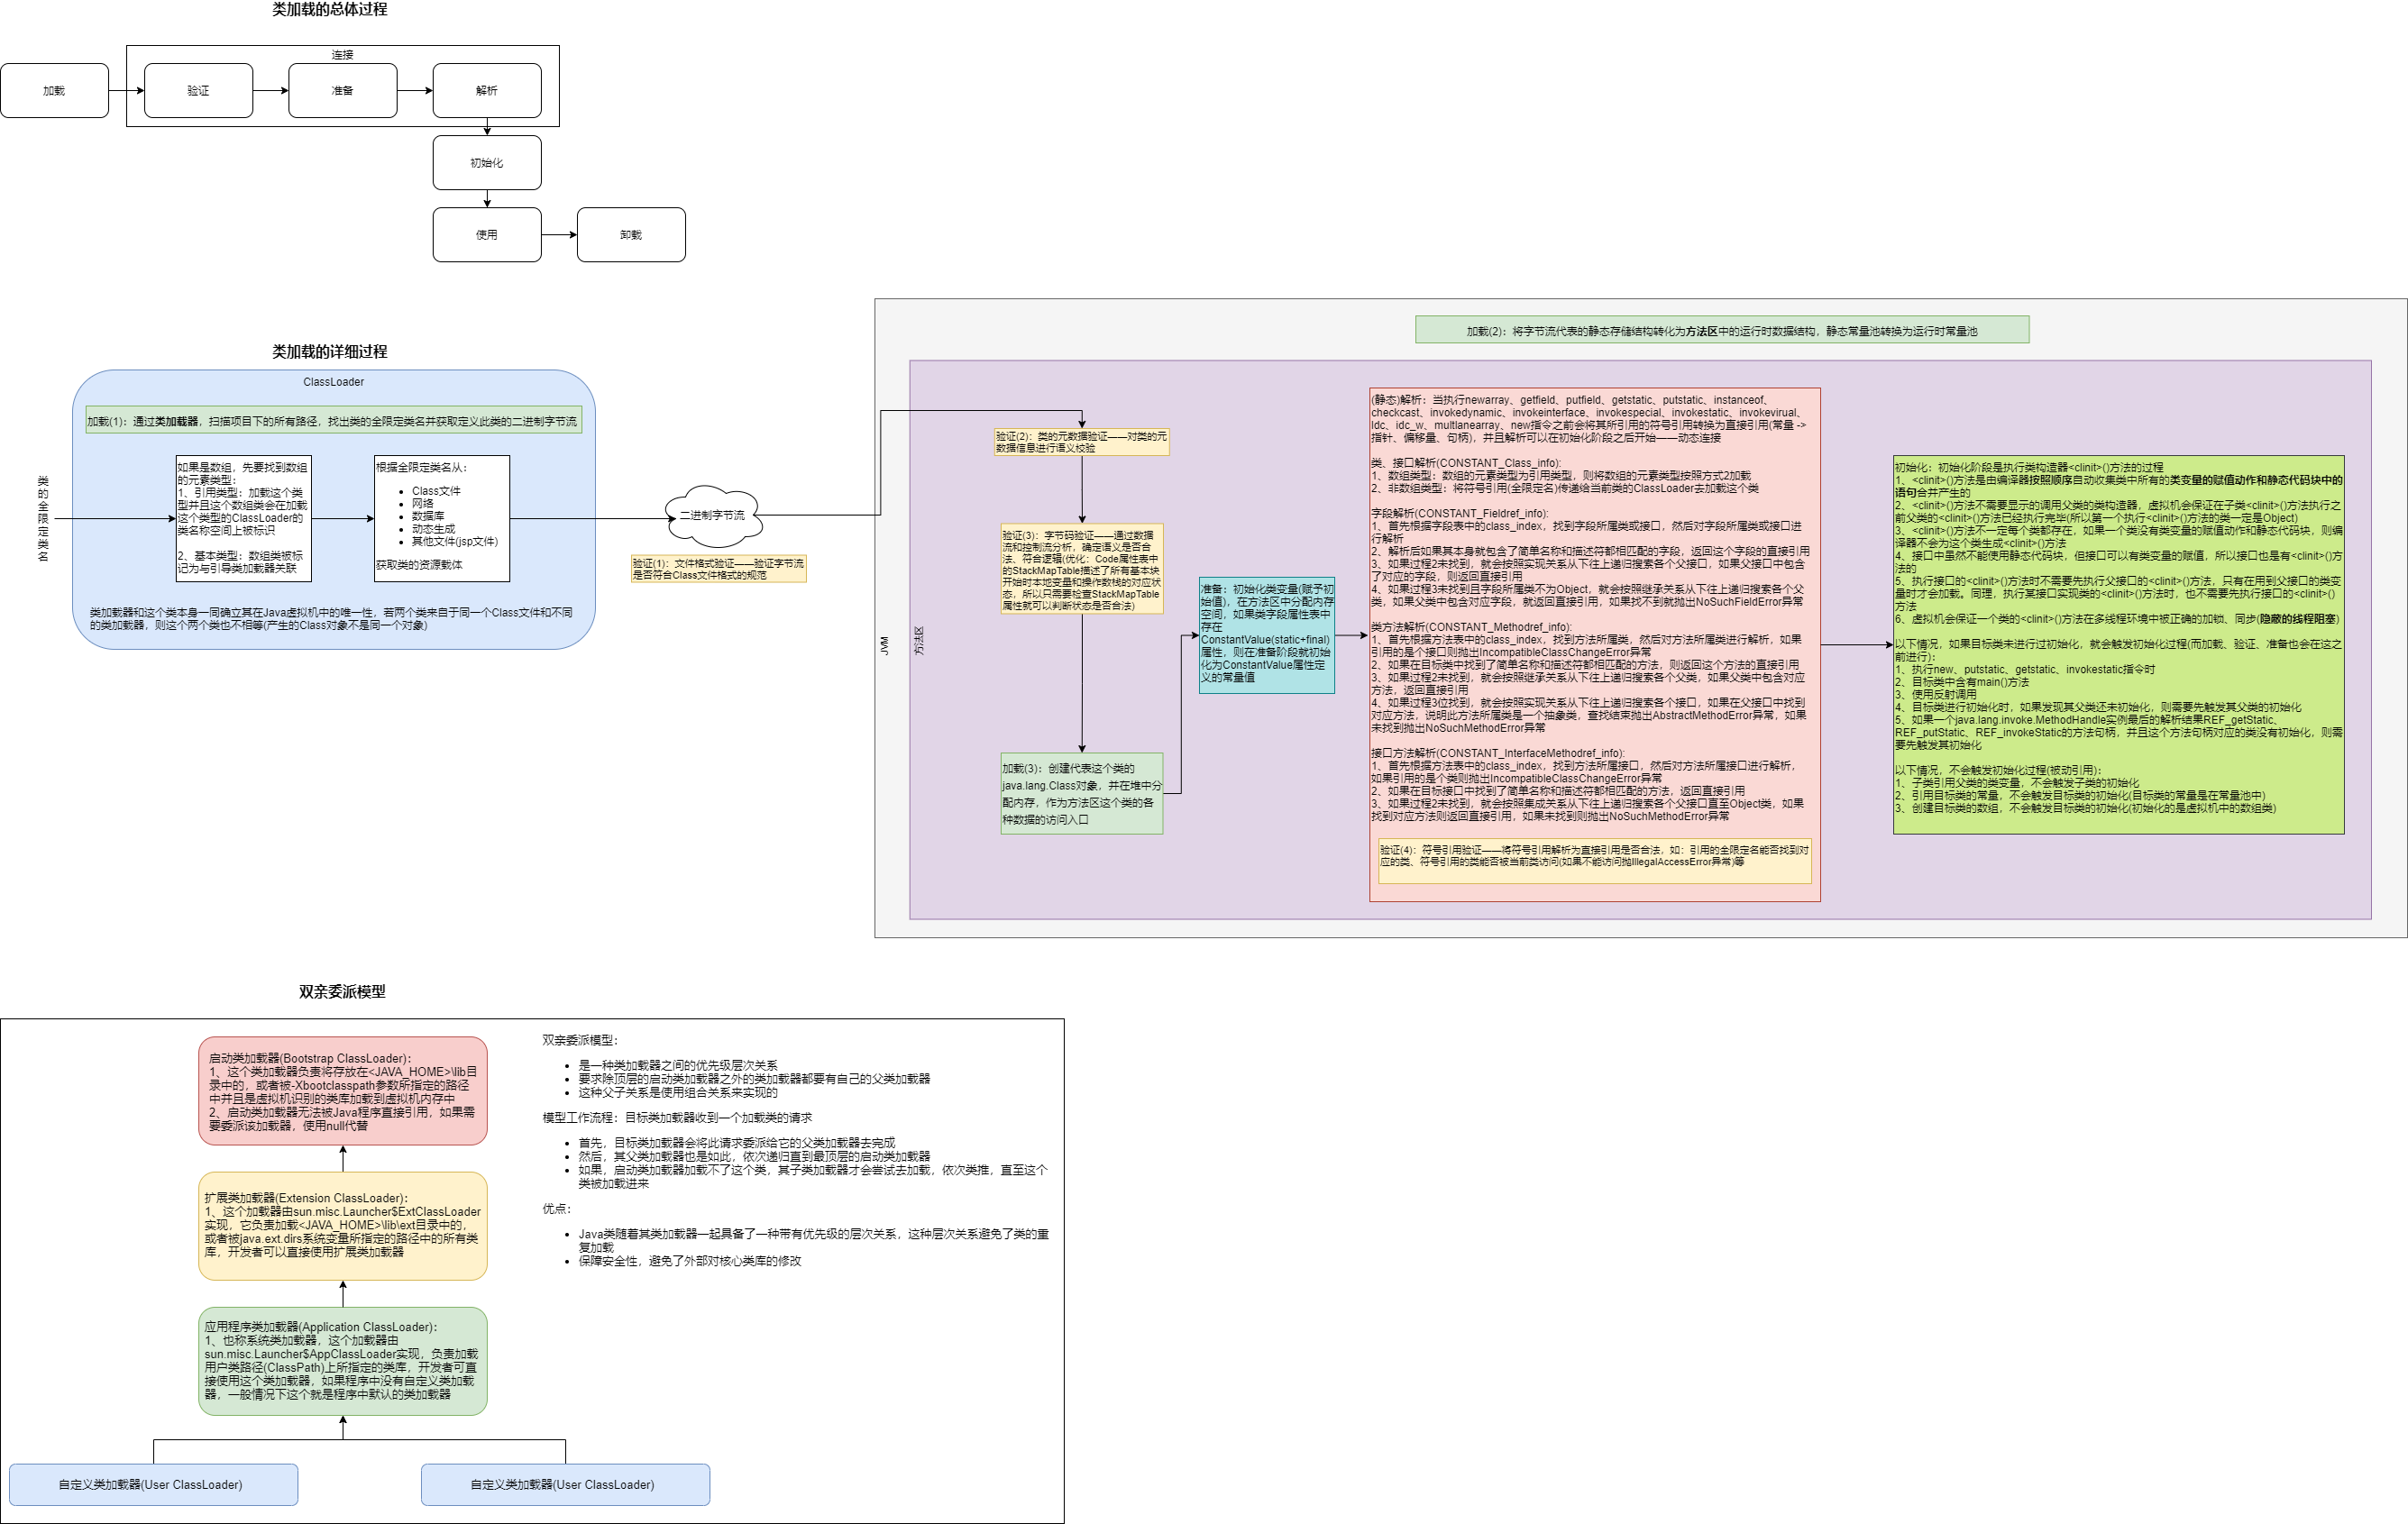 类加载的总体过程
连接
加载
验证
准备
解析
初始化
使用
卸载
类加载的详细过程
ClassLoader
加载(1)：通过类加载器，扫描项目下的所有路径，找出类的全限定类名并获取定义此类的二进制字节流
类的全限定类名
如果是数组，先要找到数组
的元素类型：
1、引用类型：加载这个类
型并且这个数组类会在加载
这个类型的ClassLoader的
类名称空间上被标识
2、基本类型：数组类被标
记为与引导类加载器关联
根据全限定类名从：
• Class文件
• 网络
• 数据库
• 动态生成
• 其他文件(jsp文件)
获取类的资源载体
类加载器和这个类本身一同确立其在Java虚拟机中的唯一性，若两个类来自于同一个Class文件和不同
的类加载器，则这个两个类也不相等(产生的Class对象不是同一个对象)
二进制字节流
验证(1)：文件格式验证——验证字节流
是否符合Class文件格式的规范
JVM
加载(2)：将字节流代表的静态存储结构转化为方法区中的运行时数据结构，静态常量池转换为运行时常量池
方法区
验证(2)：类的元数据验证——对类的元
数据信息进行语义校验
验证(3)：字节码验证——通过数据
流和控制流分析，确定语义是否合
法、符合逻辑(优化：Code属性表中
的StackMapTable描述了所有基本块
开始时本地变量和操作数栈的对应状
态，所以只需要检查StackMapTable
属性就可以判断状态是否合法)
加载(3)：创建代表这个类的
java.lang.Class对象，并在堆中分
配内存，作为方法区这个类的各
种数据的访问入口
准备：初始化类变量(赋予初
始值)，在方法区中分配内存
空间，如果类字段属性表中
存在
ConstantValue(static+final)
属性，则在准备阶段就初始
化为ConstantValue属性定
义的常量值
(静态)解析：当执行newarray、getfield、putfield、getstatic、putstatic、instanceof、
checkcast、invokedynamic、invokeinterface、invokespecial、invokestatic、invokevirual、
ldc、idc_w、multlanearray、new指令之前会将其所引用的符号引用转换为直接引用(常量 ->
指针、偏移量、句柄)，并且解析可以在初始化阶段之后开始——动态连接
类、接口解析(CONSTANT_Class_info):
1、数组类型：数组的元素类型为引用类型，则将数组的元素类型按照方式2加载
2、非数组类型：将符号引用(全限定名)传递给当前类的ClassLoader去加载这个类
字段解析(CONSTANT_Fieldref_info):
1、首先根据字段表中的class_index，找到字段所属类或接口，然后对字段所属类或接口进
行解析
2、解析后如果其本身就包含了简单名称和描述符都相匹配的字段，返回这个字段的直接引用
3、如果过程2未找到，就会按照实现关系从下往上递归搜索各个父接口，如果父接口中包含
了对应的字段，则返回直接引用
4、如果过程3未找到且字段所属类不为Object，就会按照继承关系从下往上递归搜索各个父
类，如果父类中包含对应字段，就返回直接引用，如果找不到就抛出NoSuchFieldError异常
类方法解析(CONSTANT_Methodref_info):
1、首先根据方法表中的class_index，找到方法所属类，然后对方法所属类进行解析，如果
引用的是个接口则抛出IncompatibleClassChangeError异常
2、如果在目标类中找到了简单名称和描述符都相匹配的方法，则返回这个方法的直接引用
3、如果过程2未找到，就会按照继承关系从下往上递归搜索各个父类，如果父类中包含对应
方法，返回直接引用
4、如果过程3位找到，就会按照实现关系从下往上递归搜索各个接口，如果在父接口中找到
对应方法，说明此方法所属类是一个抽象类，查找结束抛出AbstractMethodError异常，如果
未找到抛出NoSuchMethodError异常
接口方法解析(CONSTANT_InterfaceMethodref_info):
1、首先根据方法表中的class_index，找到方法所属接口，然后对方法所属接口进行解析，
如果引用的是个类则抛出IncompatibleClassChangeError异常
2、如果在目标接口中找到了简单名称和描述符都相匹配的方法，返回直接引用
3、如果过程2未找到，就会按照集成关系从下往上递归搜索各个父接口直至Object类，如果
找到对应方法则返回直接引用，如果未找到则抛出NoSuchMethodError异常
验证(4)：符号引用验证——将符号引用解析为直接引用是否合法，如：引用的全限定名能否找到对
应的类、符号引用的类能否被当前类访问(如果不能访问抛IllegalAccessError异常)等
初始化：初始化阶段是执行类构造器<clinit>()方法的过程
1、<clinit>()方法是由编译器按照顺序自动收集类中所有的类变量的赋值动作和静态代码块中的
语句合并产生的
2、<clinit>()方法不需要显示的调用父类的类构造器，虚拟机会保证在子类<clinit>()方法执行之
前父类的<clinit>()方法已经执行完毕(所以第一个执行<clinit>()方法的类一定是Object)
3、<clinit>()方法不一定每个类都存在，如果一个类没有类变量的赋值动作和静态代码块，则编
译器不会为这个类生成<clinit>()方法
4、接口中虽然不能使用静态代码块，但接口可以有类变量的赋值，所以接口也是有<clinit>()方
法的
5、执行接口的<clinit>()方法时不需要先执行父接口的<clinit>()方法，只有在用到父接口的类变
量时才会加载。同理，执行某接口实现类的<clinit>()方法时，也不需要先执行接口的<clinit>()
方法
6、虚拟机会保证一个类的<clinit>()方法在多线程环境中被正确的加锁、同步(隐蔽的线程阻塞)
以下情况，如果目标类未进行过初始化，就会触发初始化过程(而加载、验证、准备也会在这之
前进行)：
1、执行new、putstatic、getstatic、invokestatic指令时
2、目标类中含有main()方法
3、使用反射调用
4、目标类进行初始化时，如果发现其父类还未初始化，则需要先触发其父类的初始化
5、如果一个java.lang.invoke.MethodHandle实例最后的解析结果REF_getStatic、
REF_putStatic、REF_invokeStatic的方法句柄，并且这个方法句柄对应的类没有初始化，则需
要先触发其初始化
以下情况，不会触发初始化过程(被动引用)：
1、子类引用父类的类变量，不会触发子类的初始化
2、引用目标类的常量，不会触发目标类的初始化(目标类的常量是在常量池中)
3、创建目标类的数组，不会触发目标类的初始化(初始化的是虚拟机中的数组类)
双亲委派模型
启动类加载器(Bootstrap ClassLoader)：
1、这个类加载器负责将存放在<JAVA_HOME>\lib目
录中的，或者被-Xbootclasspath参数所指定的路径
中并且是虚拟机识别的类库加载到虚拟机内存中
2、启动类加载器无法被Java程序直接引用，如果需
要委派该加载器，使用null代替
扩展类加载器(Extension ClassLoader)：
1、这个加载器由sun.misc.Launcher$ExtClassLoader
实现，它负责加载<JAVA_HOME>\lib\ext目录中的，
或者被java.ext.dirs系统变量所指定的路径中的所有类
库，开发者可以直接使用扩展类加载器
应用程序类加载器(Application ClassLoader)：
1、也称系统类加载器，这个加载器由
sun.misc.Launcher$AppClassLoader实现，负责加载
用户类路径(ClassPath)上所指定的类库，开发者可直
接使用这个类加载器，如果程序中没有自定义类加载
器，一般情况下这个就是程序中默认的类加载器
自定义类加载器(User ClassLoader)
自定义类加载器(User ClassLoader)
双亲委派模型：
• 是一种类加载器之间的优先级层次关系
• 要求除顶层的启动类加载器之外的类加载器都要有自己的父类加载器
• 这种父子关系是使用组合关系来实现的
模型工作流程：目标类加载器收到一个加载类的请求
• 首先，目标类加载器会将此请求委派给它的父类加载器去完成
• 然后，其父类加载器也是如此，依次递归直到最顶层的启动类加载器
• 如果，启动类加载器加载不了这个类，其子类加载器才会尝试去加载，依次类推，直至这个
类被加载进来
优点：
• Java类随着其类加载器一起具备了一种带有优先级的层次关系，这种层次关系避免了类的重
复加载
• 保障安全性，避免了外部对核心类库的修改